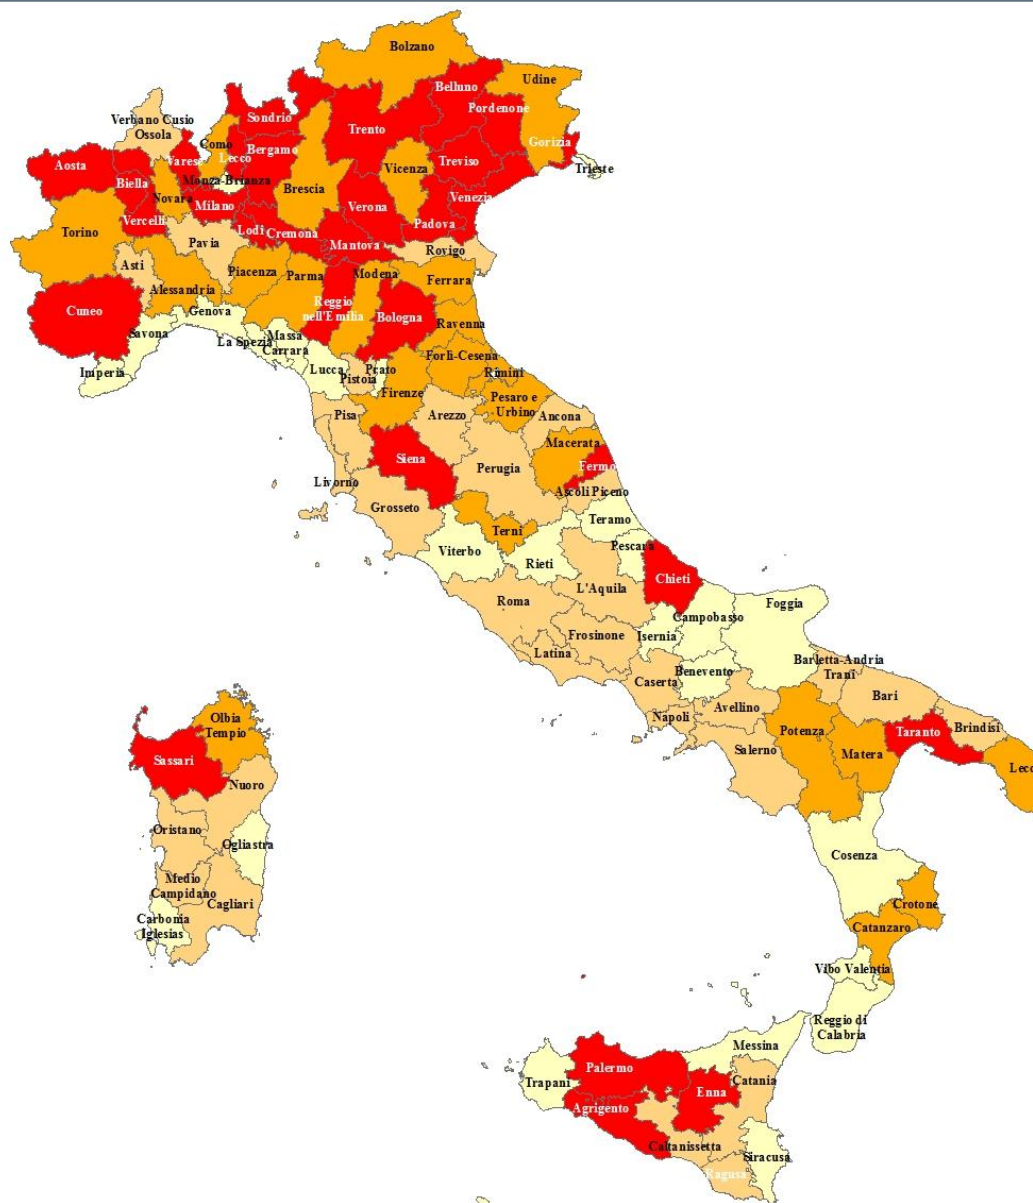 Bolzano
Udine
Belluno
Pordenone
Sondrio
Trento
Verbano Cusio
Ossola
Como
Lecco
Bergamo
Gorizia
Aosta
Varese
Vicenza
Treviso
Trieste
Biella
Monza-Brianza
Brescia
Novara
Milano
Verona
Venezia
Vercelli
Lodi
Cremona
Padova
Torino
Pavia
Mantova
Rovigo
Asti
Piacenza
Parma
Modena
Ferrara
Alessandria
Cuneo
Genova
Reggio
nell'Emilia
Bologna
Ravenna
Savona
La Spezia
Massa
Carrara
Forlì-Cesena
Imperia
Lucca
Prato
Pistoia
Rimini
Firenze
Pesaro e
Urbino
Pisa
Arezzo
Ancona
Macerata
Siena
Perugia
Fermo
Livorno
Ascoli Piceno
Grosseto
Teramo
Terni
Viterbo
Pescara
Rieti
Chieti
L'Aquila
Roma
Foggia
Campobasso
Frosinone
Isernia
Latina
Barletta-Andria
Trani
Caserta
Benevento
Bari
Avellino
Napoli
Olbia
Tempio
Potenza
Taranto
Brindisi
Salerno
Matera
Sassari
Lecc
Nuoro
Oristano
Ogliastra
Cosenza
Medio
Campidano
Cagliari
Crotone
Carbonia
Iglesias
Catanzaro
Vibo Valentia
Reggio di
Calabria
Messina
Palermo
Trapani
Catania
Enna
Agrigento
Caltanissetta
Siracusa
Ragusa